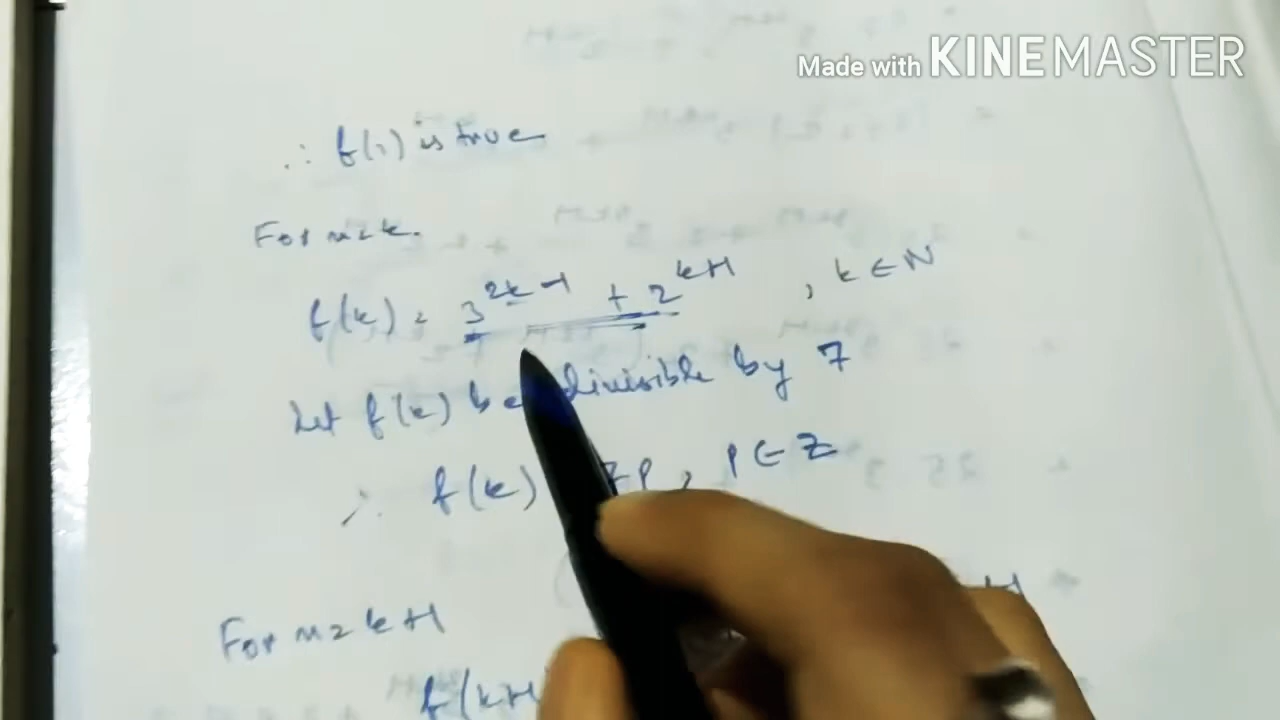 Made with KINEMASTER
∴ f(1) is true
For n=k.
f(k) = 3^{2k-1} + 2^{k+1}, k ∈ N
Let f(k) be divisible by 7
∴ f(k) 7P, P ∈ Z
For n=k+1
f(k+1